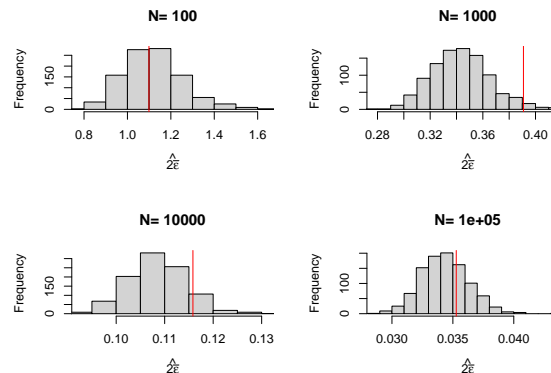 N= 100
N= 1000
Frequency
0 150
0.8 1.0 1.2 1.4 1.6
2ε̂
Frequency
0 100
0.28 0.32 0.36 0.40
2ε̂
N= 10000
N= 1e+05
Frequency
0 150
0.10 0.11 0.12 0.13
2ε̂
Frequency
0 100
0.030 0.035 0.040
2ε̂